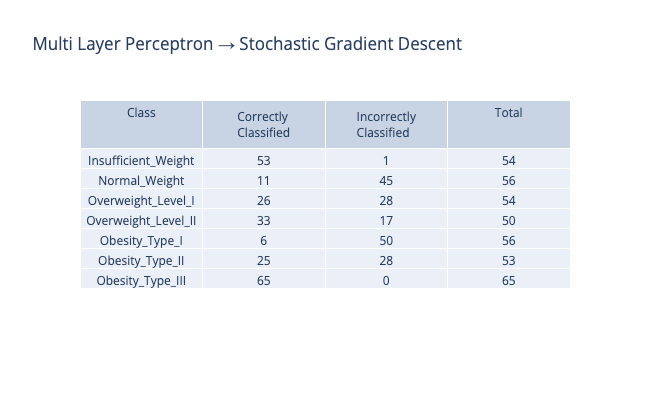 Multi Layer Perceptron → Stochastic Gradient Descent
Class Correctly Classified Incorrectly Classified Total
Insufficient_Weight 53 1 54
Normal_Weight 11 45 56
Overweight_Level_I 26 28 54
Overweight_Level_II 33 17 50
Obesity_Type_I 6 50 56
Obesity_Type_II 25 28 53
Obesity_Type_III 65 0 65